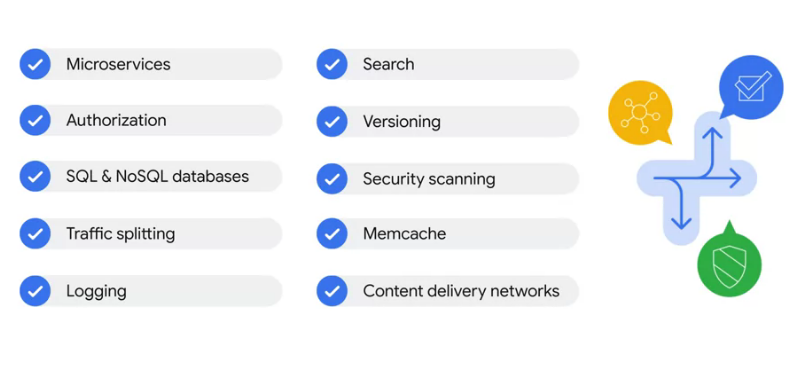 Microservices
Authorization
SQL & NoSQL databases
Traffic splitting
Logging
Search
Versioning
Security scanning
Memcache
Content delivery networks